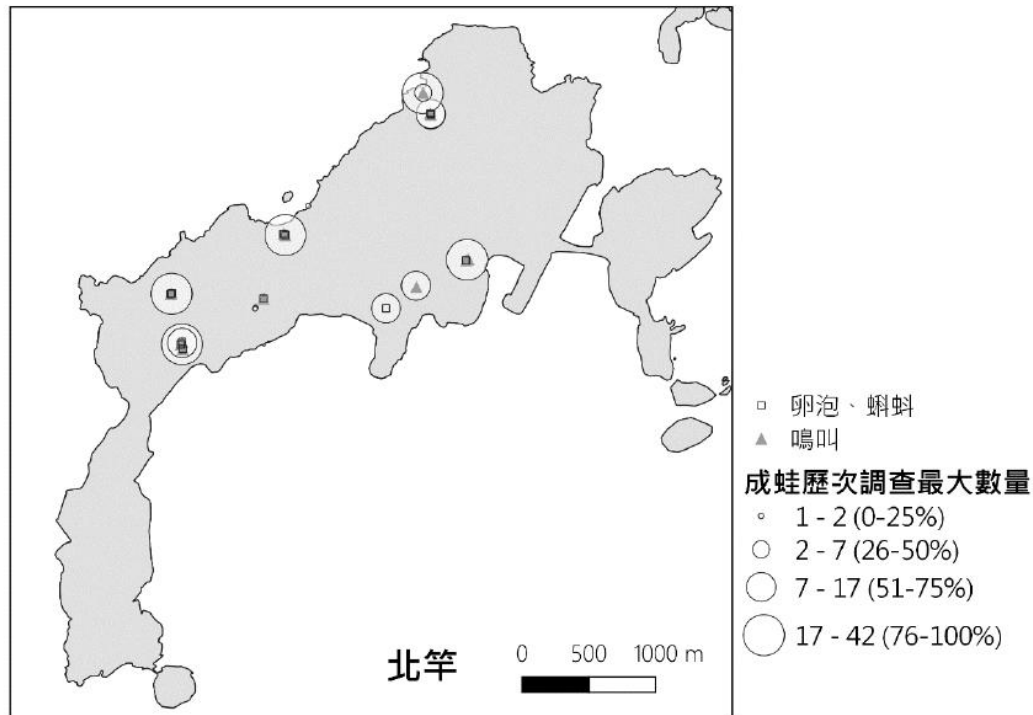 卵泡、蝌蚪
鳴叫
成蛙歷次調查最大數量
1 - 2 (0-25%)
2 - 7 (26-50%)
7 - 17 (51-75%)
17 - 42 (76-100%)
北竿
0 500 1000 m